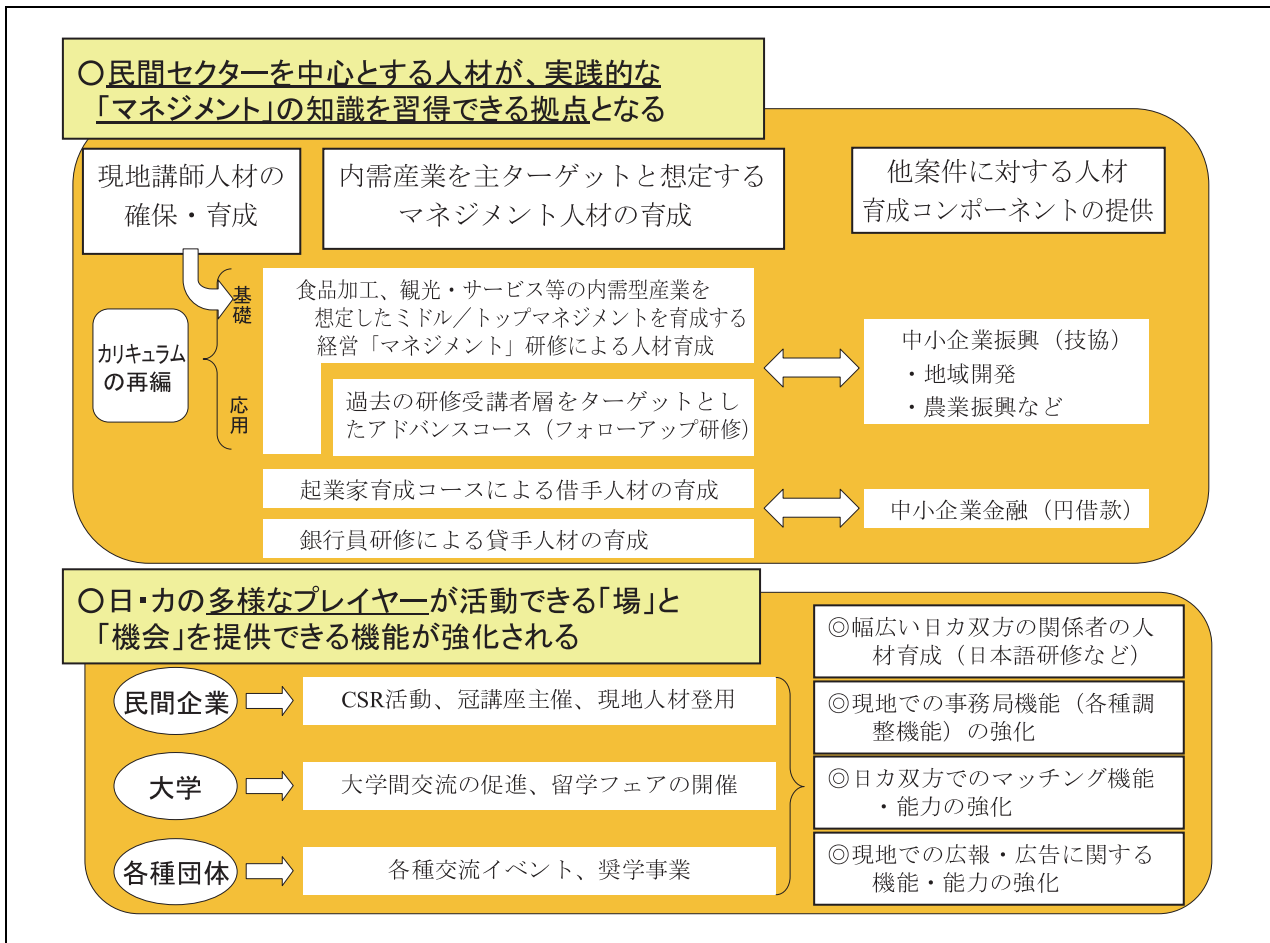 ○民間セクターを中心とする人材が、実践的な
「マネジメント」の知識を習得できる拠点となる
現地講師人材の
確保・育成
内需産業を主ターゲットと想定する
マネジメント人材の育成
他案件に対する人材
育成コンポーネントの提供
カリキュラム
の再編
基礎
応用
食品加工、観光・サービス等の内需型産業を
想定したミドル／トップマネジメントを育成する
経営「マネジメント」研修による人材育成
過去の研修受講者層をターゲットとし
たアドバンスコース（フォローアップ研修）
起業家育成コースによる借手人材の育成
銀行員研修による貸手人材の育成
中小企業振興（技協）
・地域開発
・農業振興など
中小企業金融（円借款）
○日・カの多様なプレイヤーが活動できる「場」と
「機会」を提供できる機能が強化される
民間企業
CSR活動、冠講座主催、現地人材登用
大学
大学間交流の促進、留学フェアの開催
各種団体
各種交流イベント、奨学事業
◎幅広い日カ双方の関係者の人
材育成（日本語研修など）
◎現地での事務局機能（各種調
整機能）の強化
◎日カ双方でのマッチング機能
・能力の強化
◎現地での広報・広告に関する
機能・能力の強化